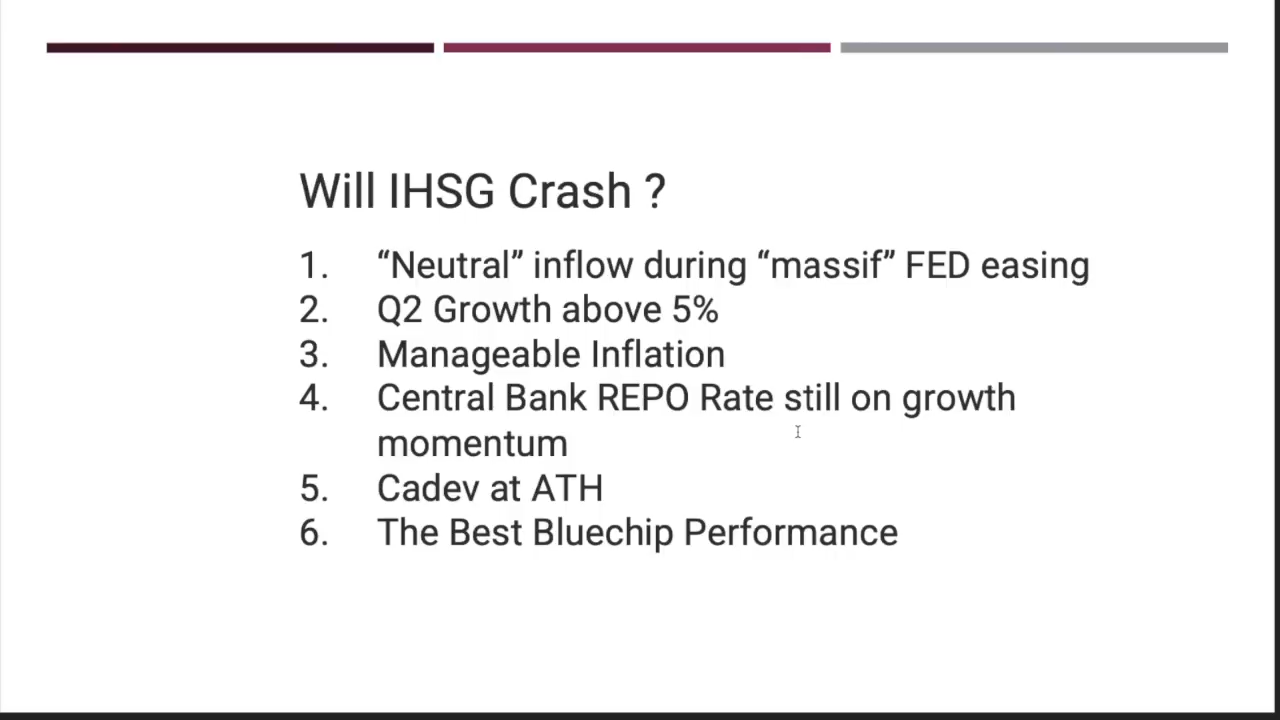 Will IHSG Crash ?
1. “Neutral” inflow during “massif” FED easing
2. Q2 Growth above 5%
3. Manageable Inflation
4. Central Bank REPO Rate still on growth
momentum
5. Cadev at ATH
6. The Best Bluechip Performance